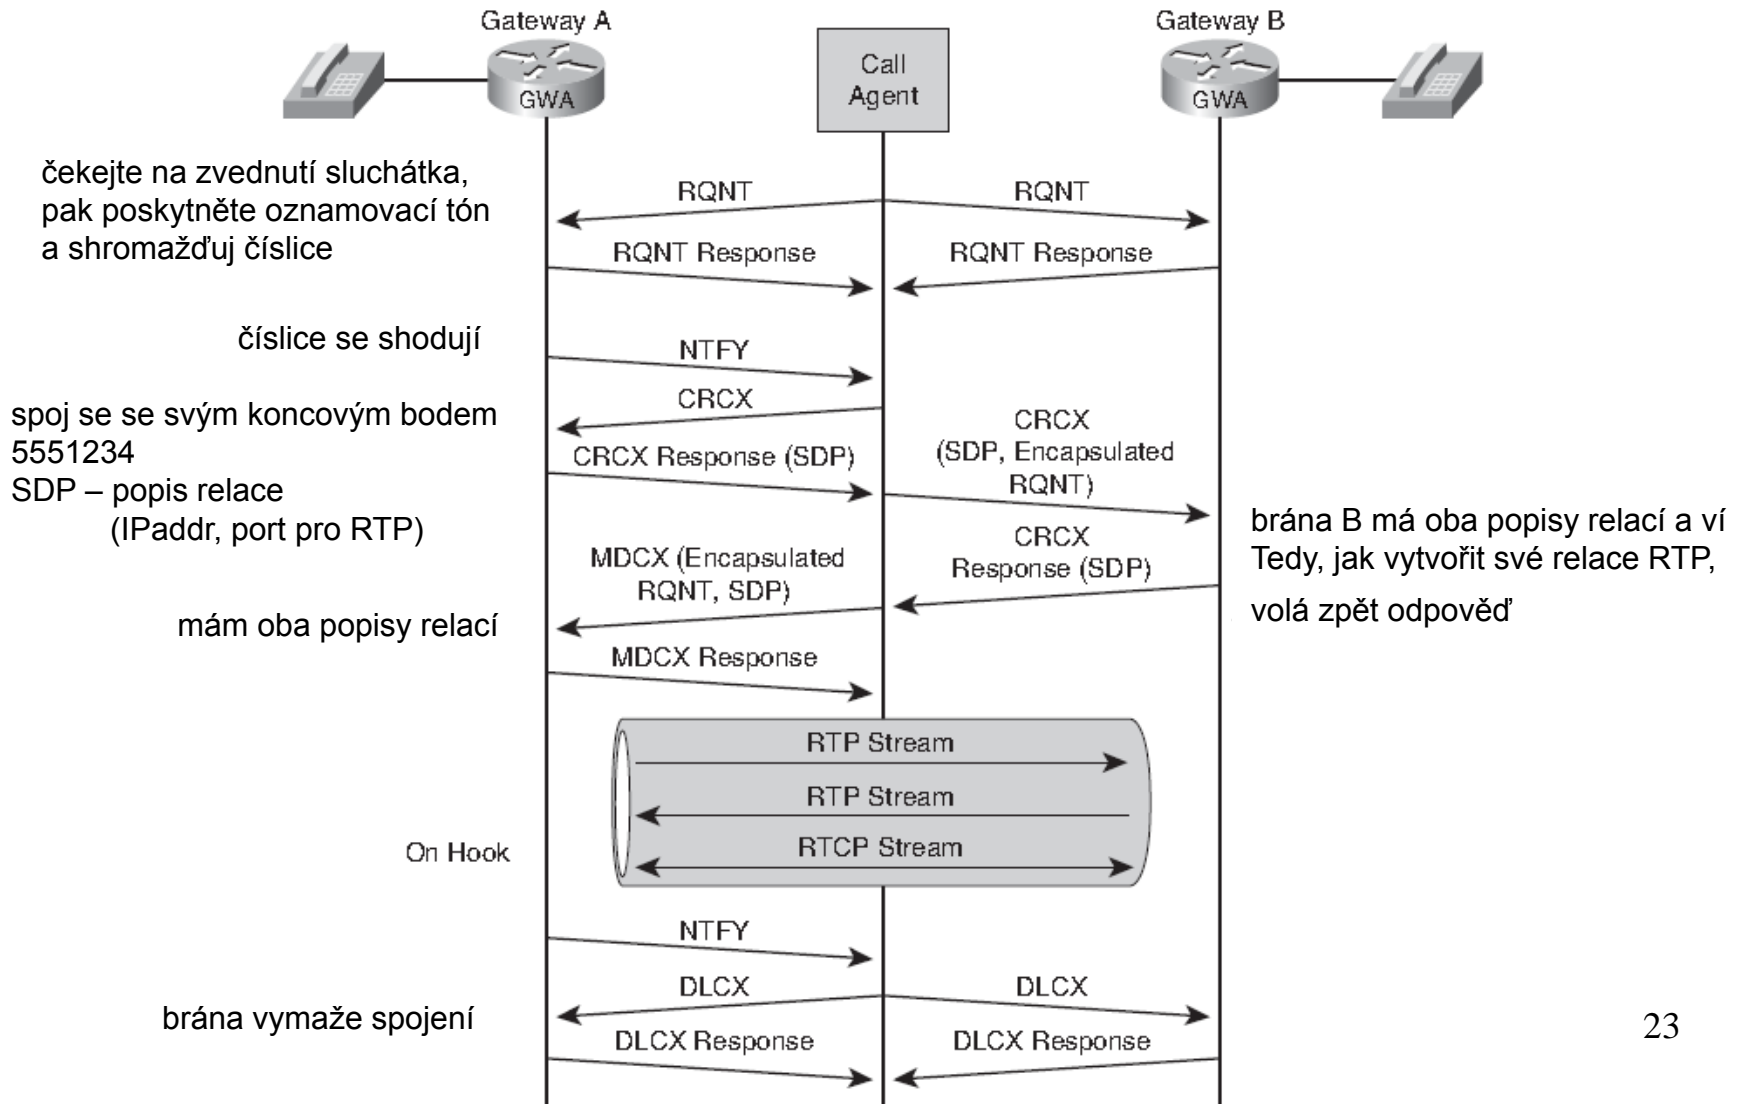 Gateway A
Gateway B
Call
Agent
GWA
GWA
čekejte na zvednutí sluchátka,
pak poskytněte oznamovací tón
a shromažďuj číslice
RQNT
RQNT
RQNT Response
RQNT Response
číslice se shodují
NTFY
CRCX
spoj se se svým koncovým bodem
5551234
SDP – popis relace
(IPaddr, port pro RTP)
CRCX Response (SDP)
CRCX
(SDP, Encapsulated
RQNT)
brána B má oba popisy relací a ví
Tedy, jak vytvořit své relace RTP,
volá zpět odpověď
CRCX
Response (SDP)
MDCX (Encapsulated
RQNT, SDP)
mám oba popisy relací
MDCX Response
RTP Stream
RTP Stream
RTCP Stream
On Hook
NTFY
DLCX
DLCX
brána vymaže spojení
DLCX Response
DLCX Response
23